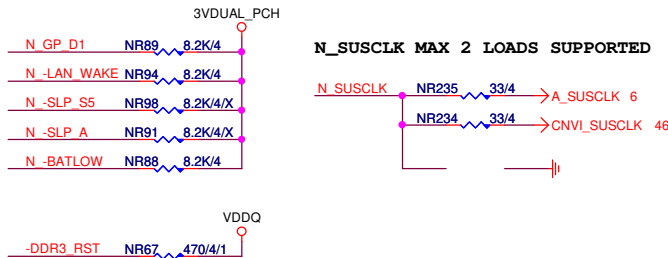 3VDUAL_PCH
N_GP_D1 NR89 8.2K/4
N_-LAN_WAKE NR94 8.2K/4
N_-SLP_S5 NR98 8.2K/4/X
N_-SLP_A NR91 8.2K/4/X
N_-BATLOW NR88 8.2K/4
VDDQ
-DDR3_RST NR67 470/4/1
N_SUSCLK MAX 2 LOADS SUPPORTED
N_SUSCLK NR235 33/4 A_SUSCLK 6
NR234 33/4 CNVI_SUSCLK 46